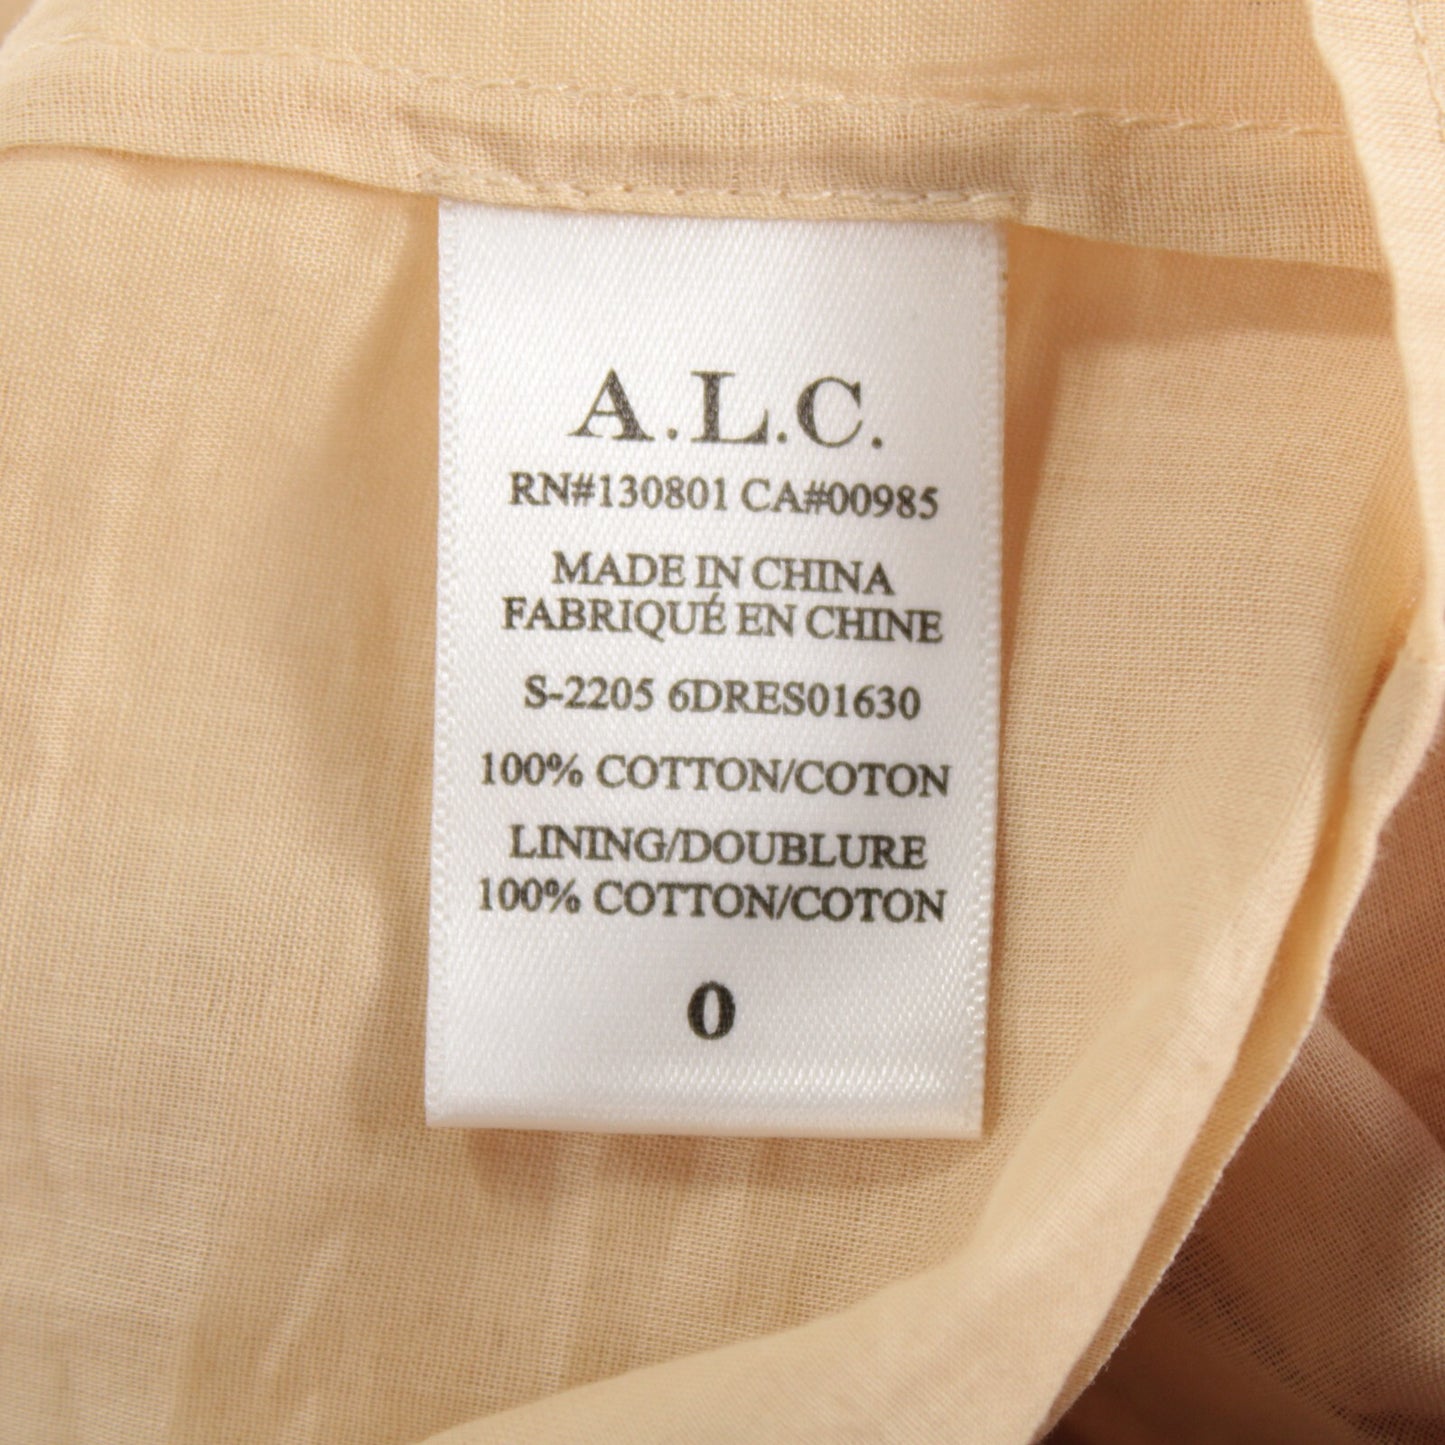 A.L.C.
RN#130801 CA#00985
MADE IN CHINA
FABRIQUÉ EN CHINE
S-2205 6DRES01630
100% COTTON/COTON
LINING/DOUBLURE
100% COTTON/COTON
0